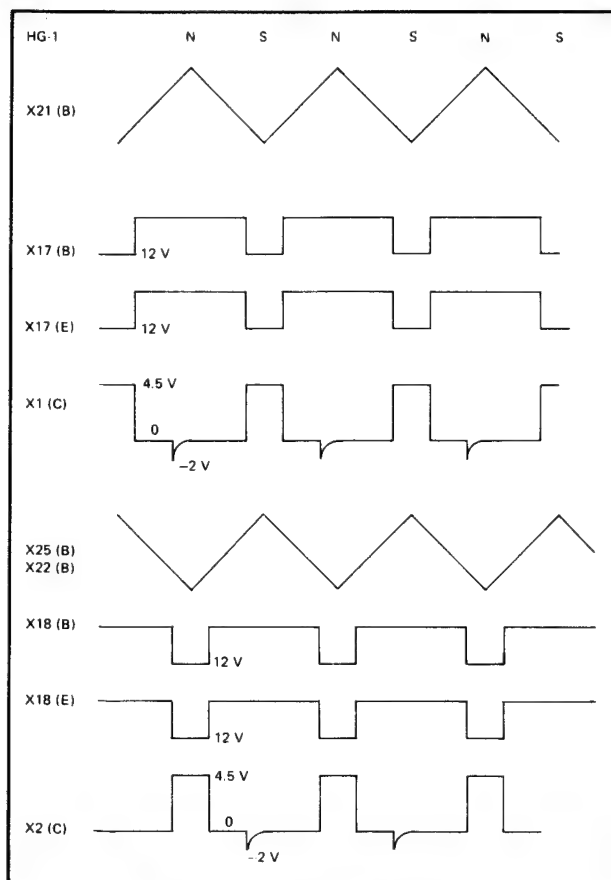 HG-1 N S N S N S
X21 (B)
X17 (B)
12 V
X17 (E)
12 V
4.5 V
X1 (C)
0
−2 V
X25 (B)
X22 (B)
X18 (B)
12 V
X18 (E)
12 V
4.5 V
0
X2 (C)
−2 V